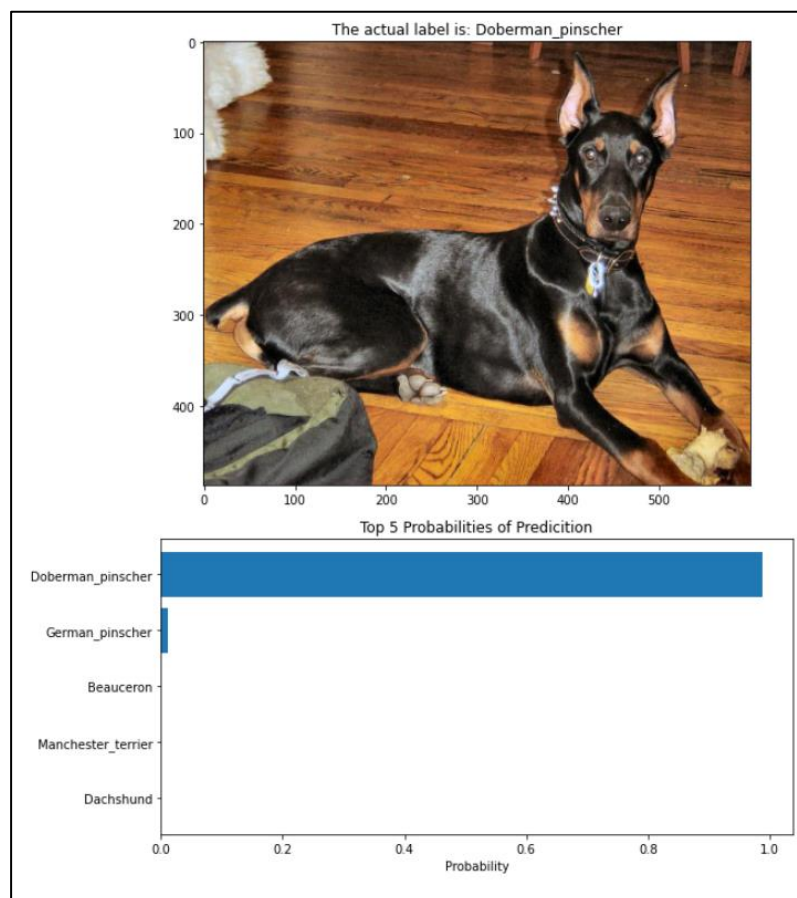 The actual label is: Doberman_pinscher
0
100
200
300
400
0 100 200 300 400 500
Top 5 Probabilities of Predicition
Doberman_pinscher
German_pinscher
Beauceron
Manchester_terrier
Dachshund
0.0 0.2 0.4 0.6 0.8 1.0
Probability